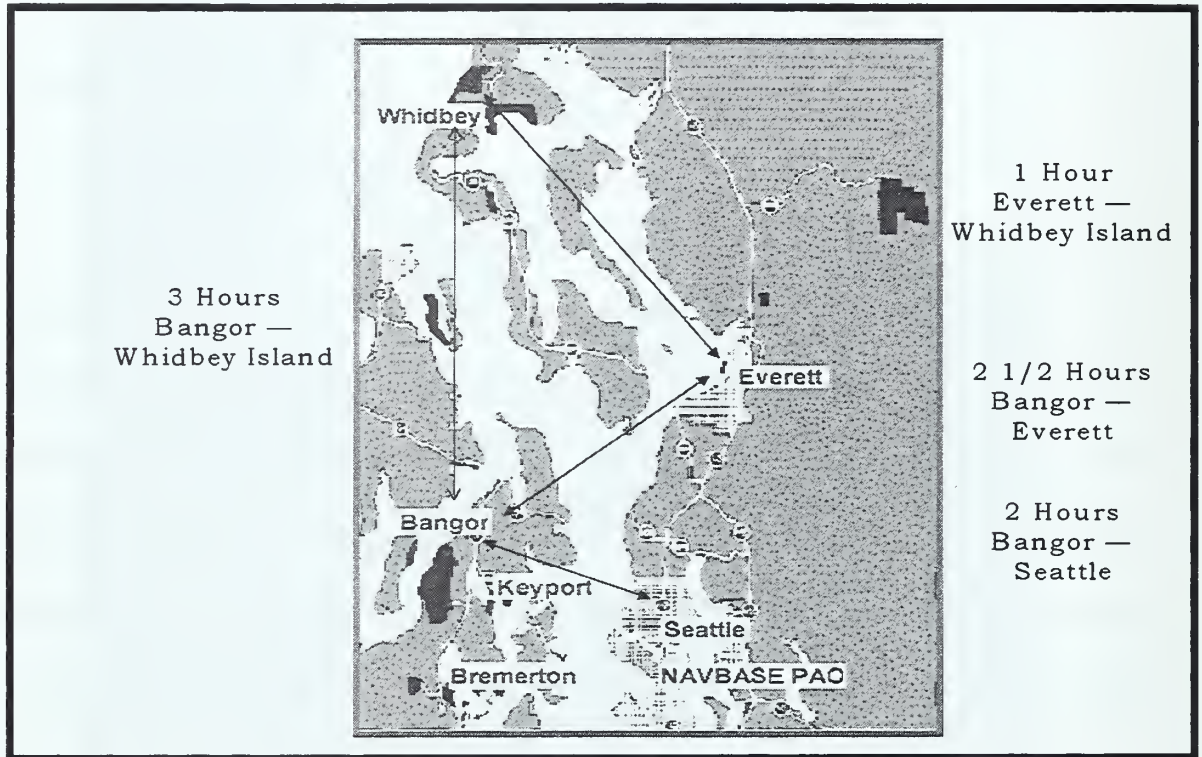 Whidbey
1 Hour
Everett —
Whidbey Island
3 Hours
Bangor —
Whidbey Island
Everett
2 1/2 Hours
Bangor —
Everett
Bangor
2 Hours
Bangor —
Seattle
Keyport
Seattle
Bremerton
NAVBASE PAO